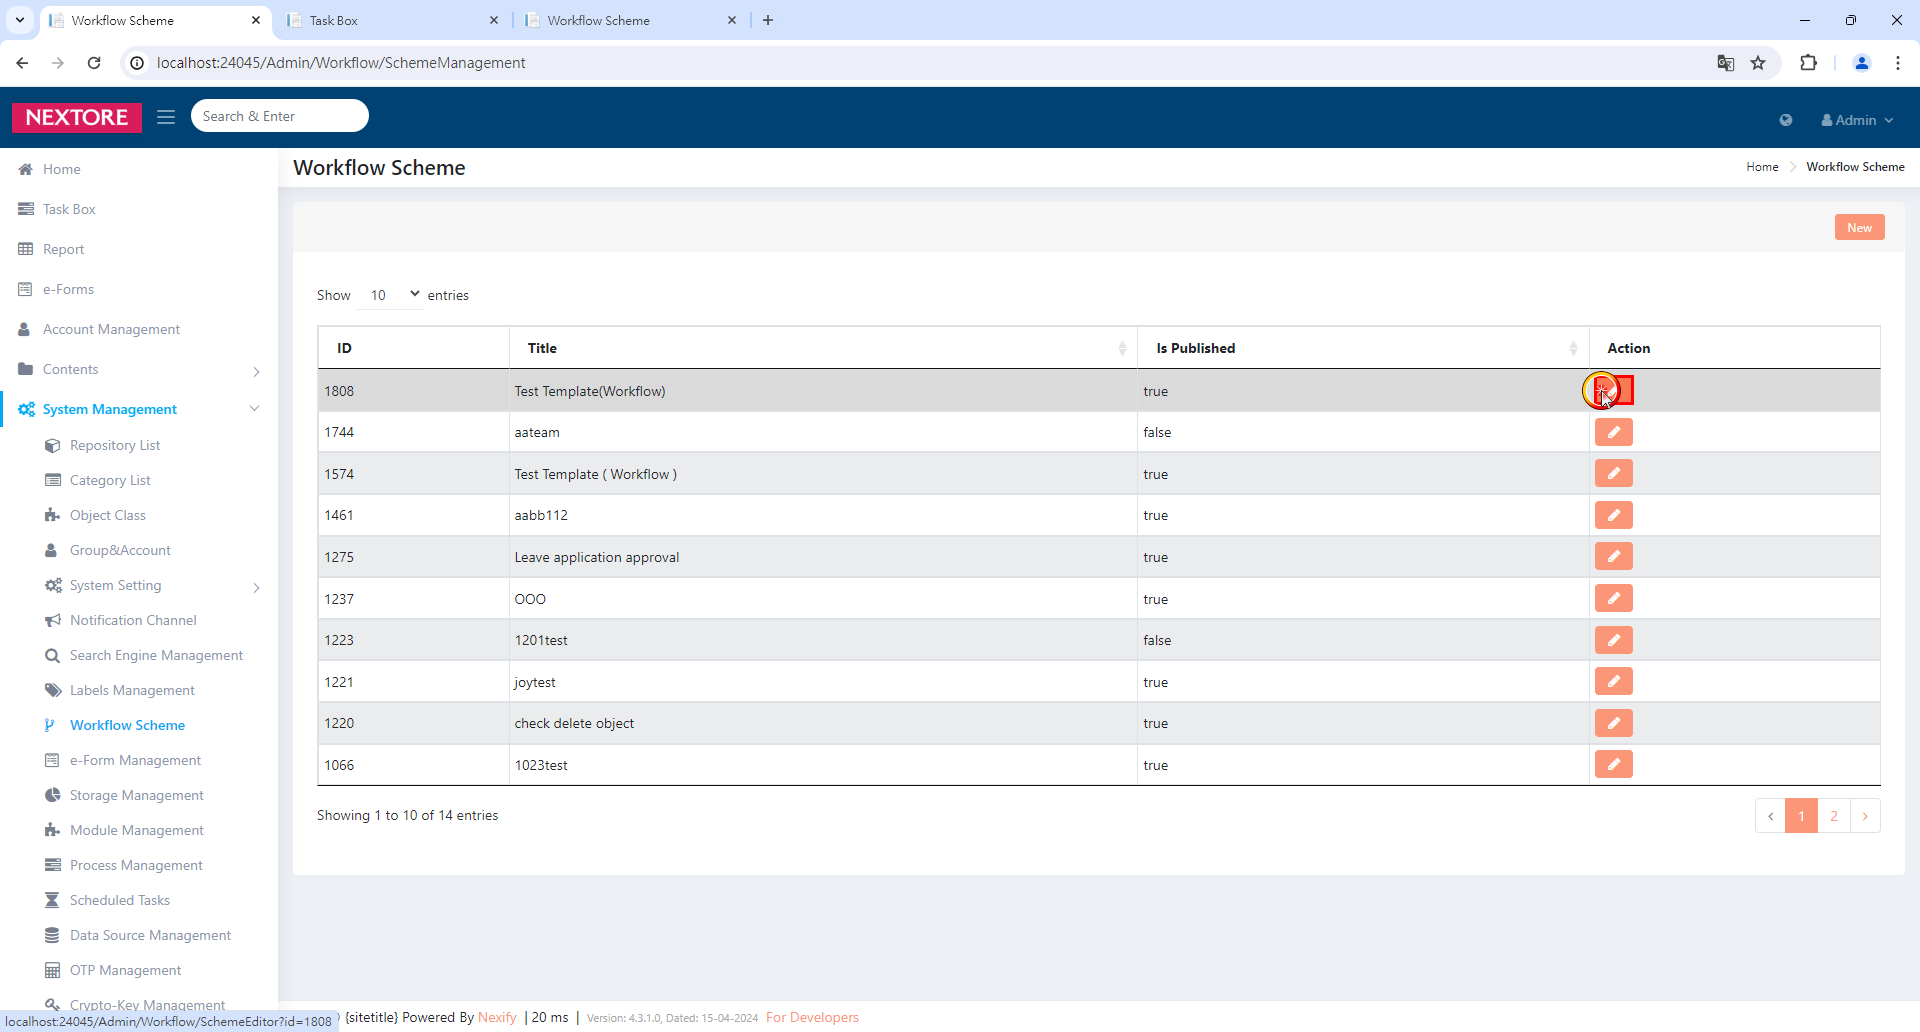 Workflow Scheme
Task Box
Workflow Scheme
localhost:24045/Admin/Workflow/SchemeManagement
NEXTORE
Search & Enter
Admin
Home
Task Box
Report
e-Forms
Account Management
Contents
System Management
Repository List
Category List
Object Class
Group&Account
System Setting
Notification Channel
Search Engine Management
Labels Management
Workflow Scheme
e-Form Management
Storage Management
Module Management
Process Management
Scheduled Tasks
Data Source Management
OTP Management
Crypto-Key Management
localhost:24045/Admin/Workflow/SchemeEditor?id=1808
Workflow Scheme
Home Workflow Scheme
New
Show 10 entries
ID Title Is Published Action
1808 Test Template(Workflow) true
1744 aateam false
1574 Test Template ( Workflow ) true
1461 aabb112 true
1275 Leave application approval true
1237 OOO true
1223 1201test false
1221 joytest true
1220 check delete object true
1066 1023test true
Showing 1 to 10 of 14 entries
‹ 1 2 ›
{sitetitle} Powered By Nexify | 20 ms | Version: 4.3.1.0, Dated: 15-04-2024 For Developers